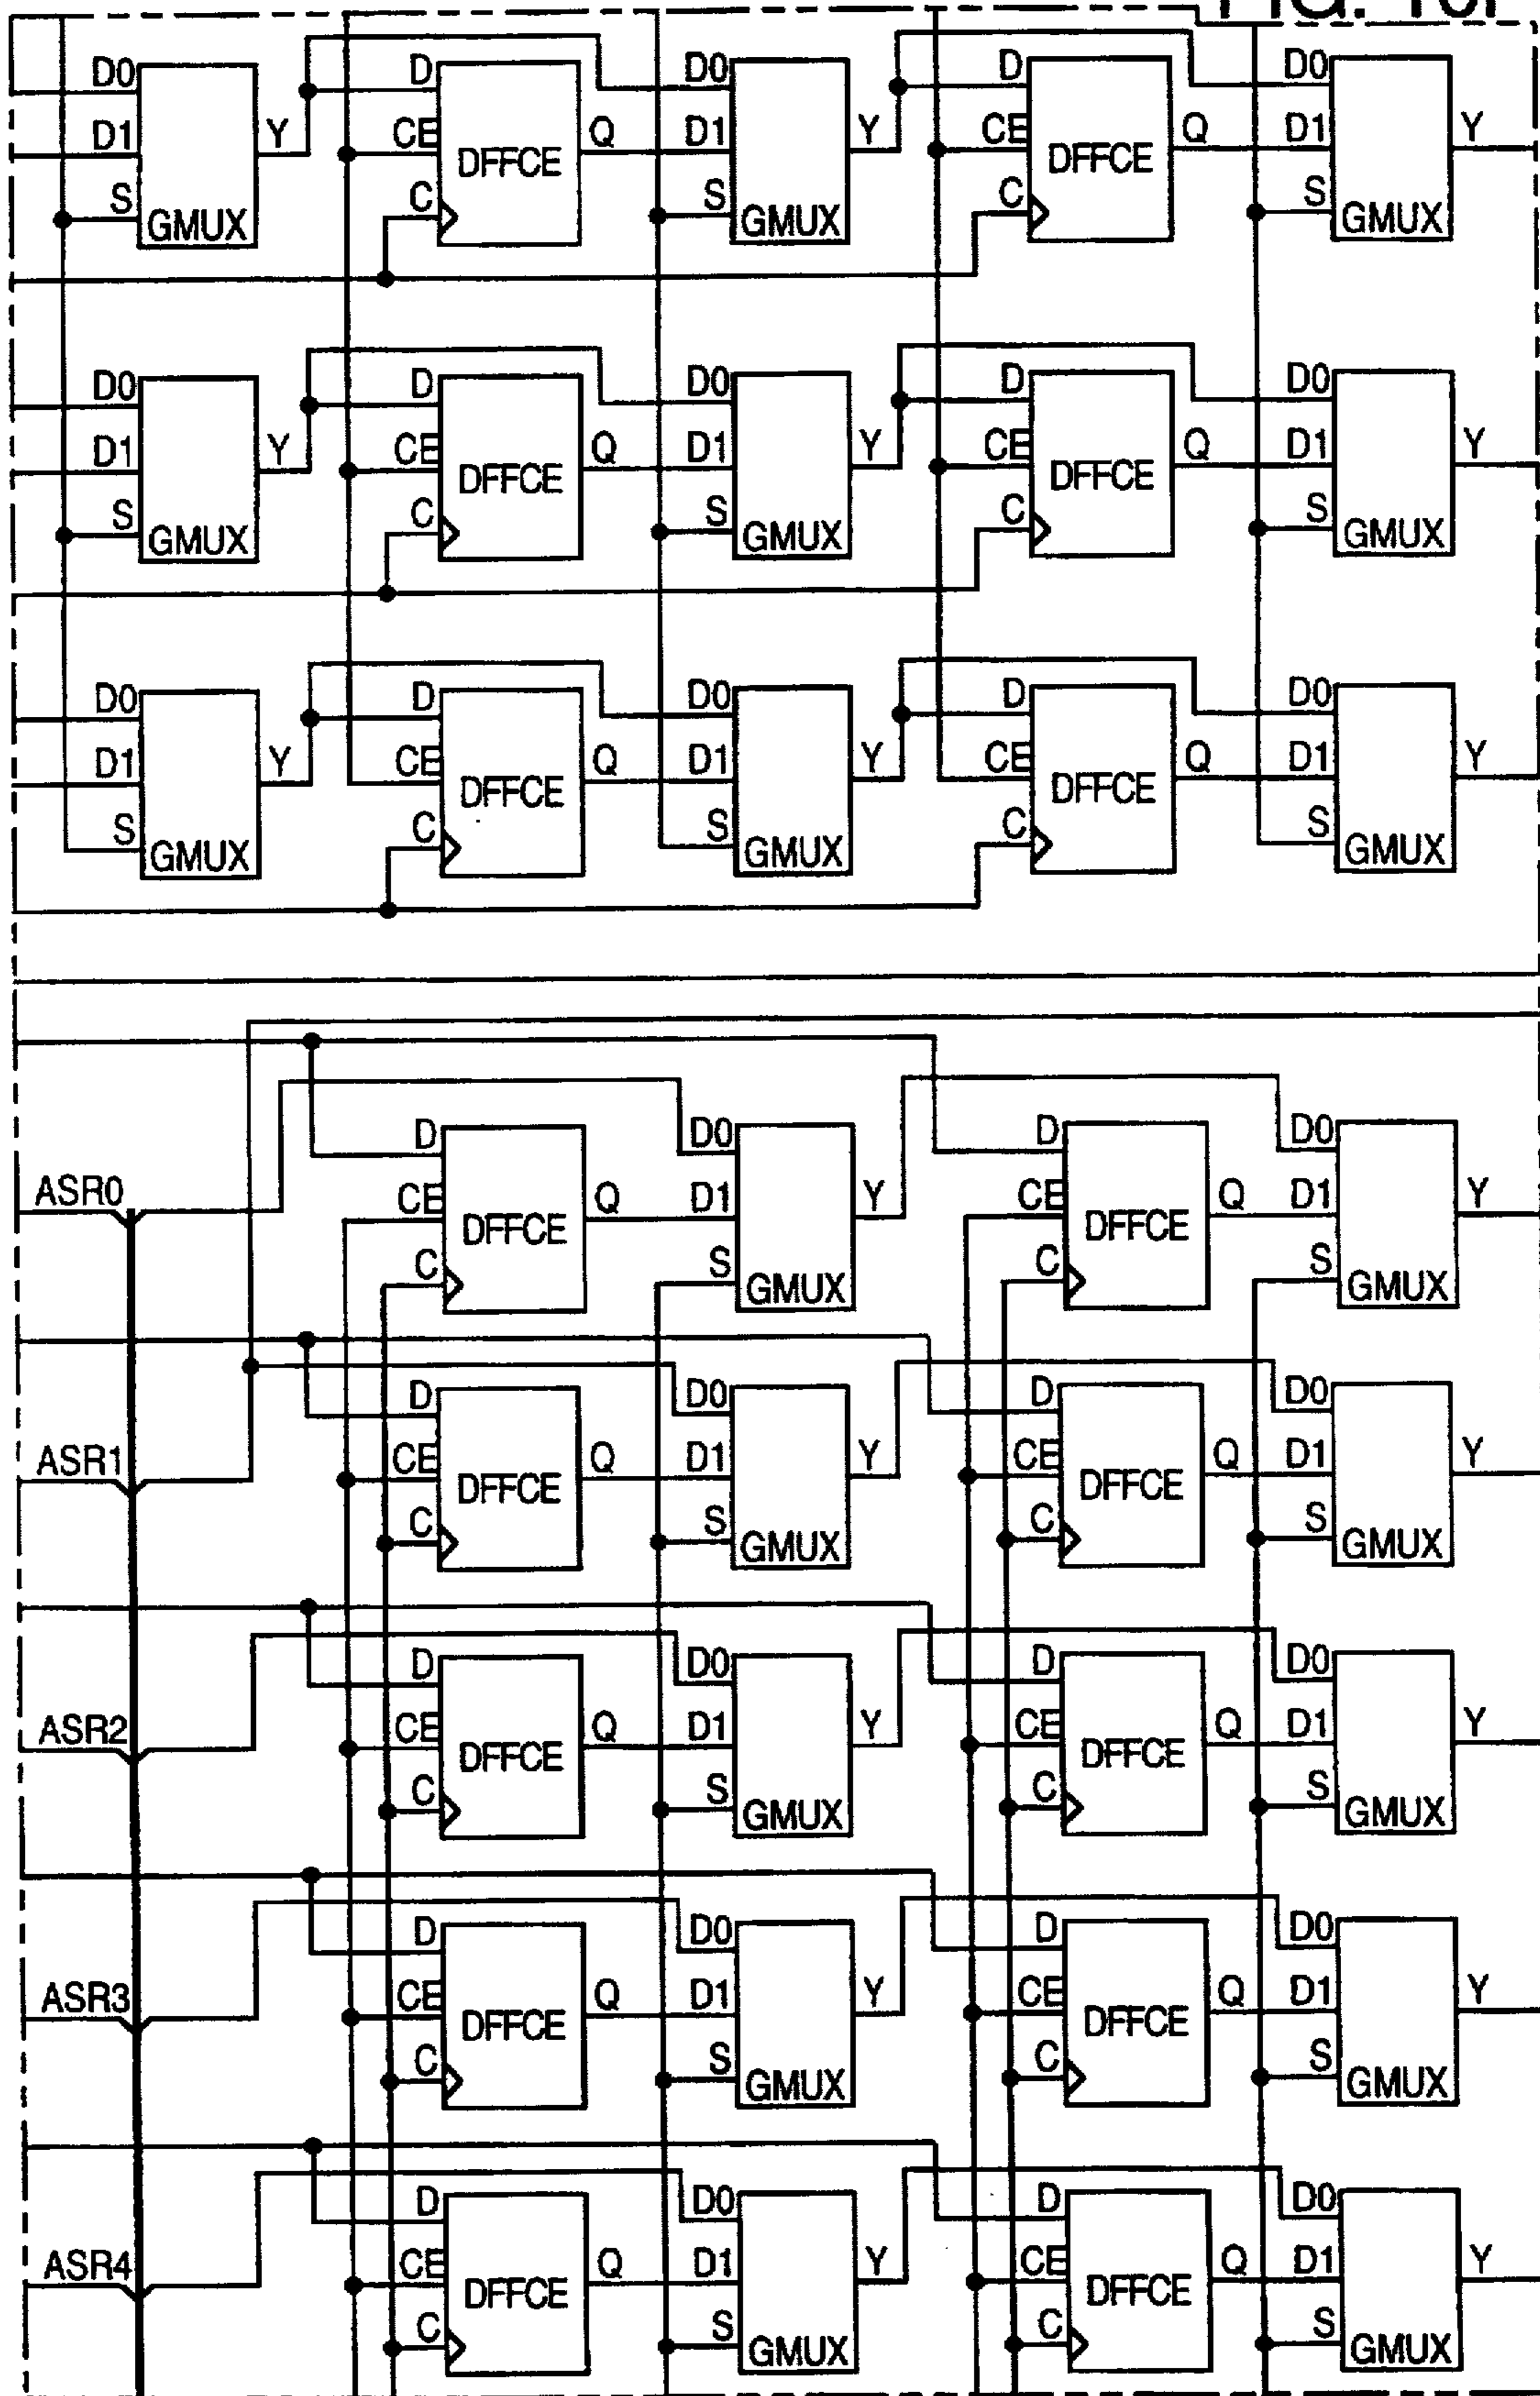 D0 D D0 D D0
D1 Y CE DFFCE Q D1 Y CE DFFCE Q D1 Y
S GMUX C S GMUX C S GMUX
D0 D D0 D D0
D1 Y CE DFFCE Q D1 Y CE DFFCE Q D1 Y
S GMUX C S GMUX C S GMUX
D0 D D0 D D0
D1 Y CE DFFCE Q D1 Y CE DFFCE Q D1 Y
S GMUX C S GMUX C S GMUX
D D0 D D0
ASR0 CE DFFCE Q D1 Y CE DFFCE Q D1 Y
C S GMUX C S GMUX
D D0 D D0
ASR1 CE DFFCE Q D1 Y CE DFFCE Q D1 Y
C S GMUX C S GMUX
D D0 D D0
ASR2 CE DFFCE Q D1 Y CE DFFCE Q D1 Y
C S GMUX C S GMUX
D D0 D D0
ASR3 CE DFFCE Q D1 Y CE DFFCE Q D1 Y
C S GMUX C S GMUX
D D0 D D0
ASR4 CE DFFCE Q D1 Y CE DFFCE Q D1 Y
C S GMUX C S GMUX